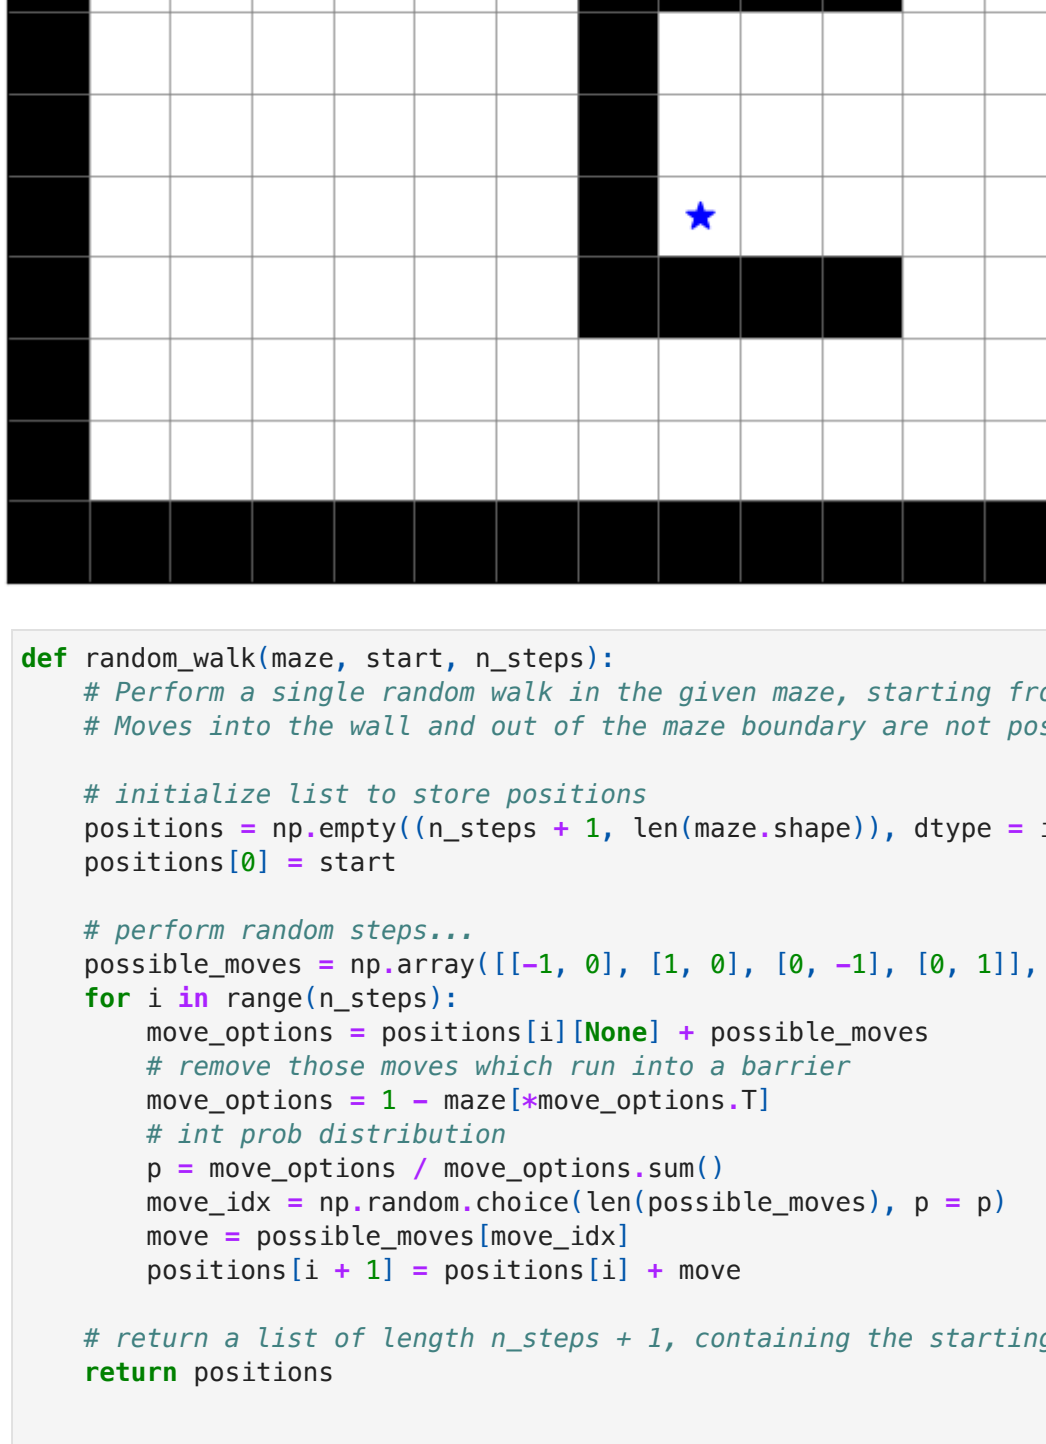 def random_walk(maze, start, n_steps):
    # Perform a single random walk in the given maze, starting
    # Moves into the wall and out of the maze boundary are not

    # initialize list to store positions
    positions = np.empty((n_steps + 1, len(maze.shape)), dtype =
    positions[0] = start

    # perform random steps...
    possible_moves = np.array([[-1, 0], [1, 0], [0, -1], [0, 1]],
    for i in range(n_steps):
        move_options = positions[i][None] + possible_moves
        # remove those moves which run into a barrier
        move_options = 1 - maze[*move_options.T]
        # int prob distribution
        p = move_options / move_options.sum()
        move_idx = np.random.choice(len(possible_moves), p = p)
        move = possible_moves[move_idx]
        positions[i + 1] = positions[i] + move

    # return a list of length n_steps + 1, containing the starting
    return positions